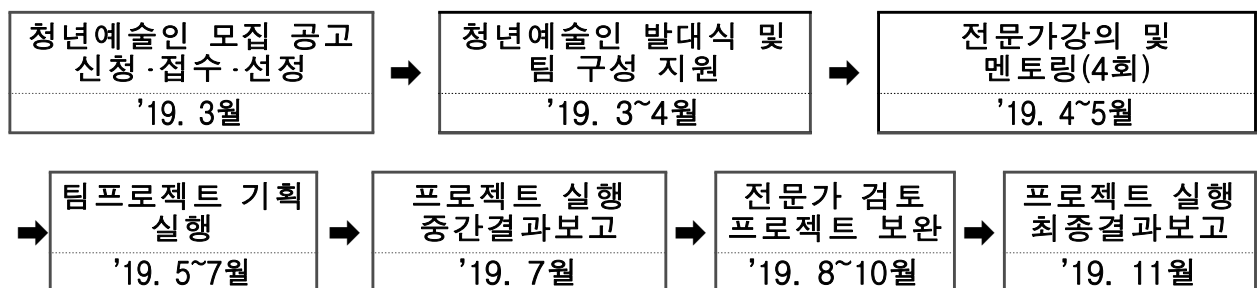 청년예술인 모집 공고
신청·접수·선정
'19. 3월
청년예술인 발대식 및
팀 구성 지원
'19. 3~4월
전문가강의 및
멘토링(4회)
'19. 4~5월
팀프로젝트 기획
실행
'19. 5~7월
프로젝트 실행
중간결과보고
'19. 7월
전문가 검토
프로젝트 보완
'19. 8~10월
프로젝트 실행
최종결과보고
'19. 11월